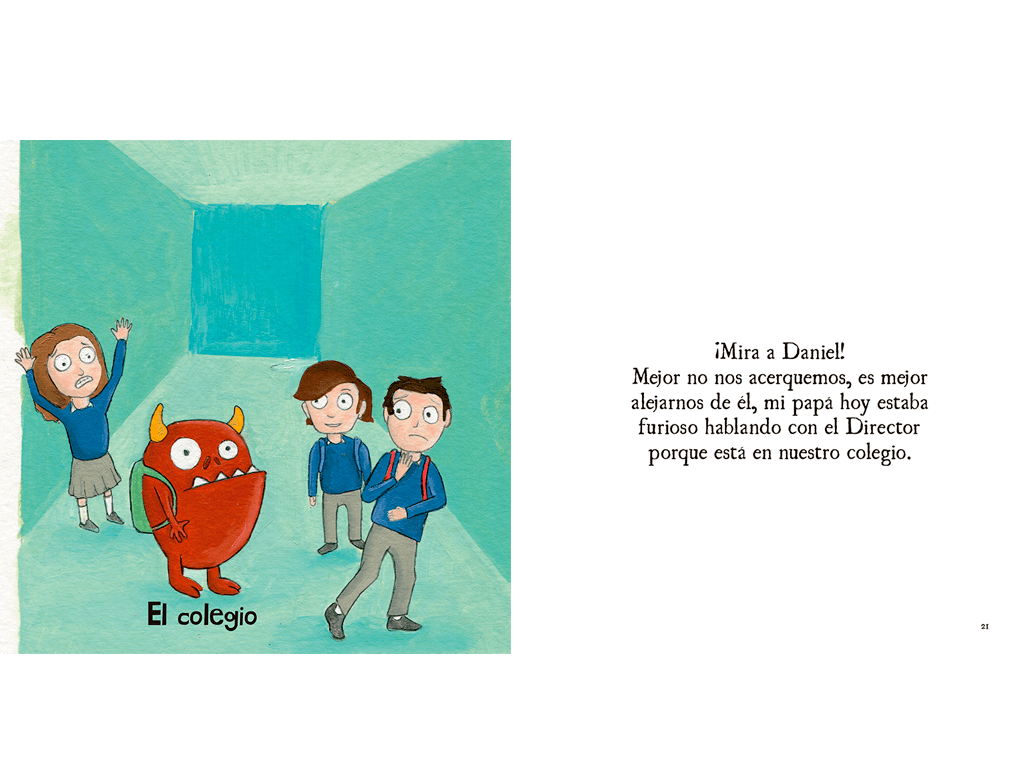 El colegio
¡Mira a Daniel!
Mejor no nos acerquemos, es mejor
alejarnos de él, mi papá hoy estaba
furioso hablando con el Director
porque está en nuestro colegio.
21